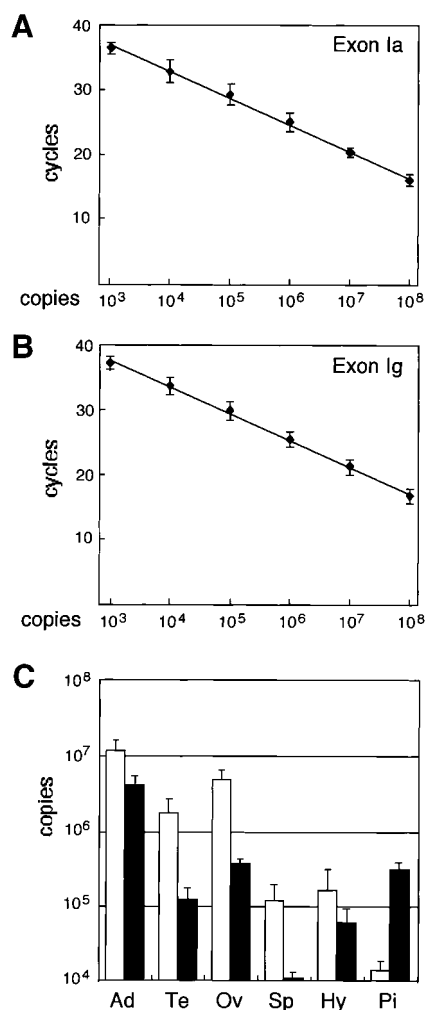 A
Exon Ia
cycles
40
30
20
10
copies
10³ 10⁴ 10⁵ 10⁶ 10⁷ 10⁸
B
Exon Ig
cycles
40
30
20
10
copies
10³ 10⁴ 10⁵ 10⁶ 10⁷ 10⁸
C
copies
10⁸
10⁷
10⁶
10⁵
10⁴
Ad Te Ov Sp Hy Pi